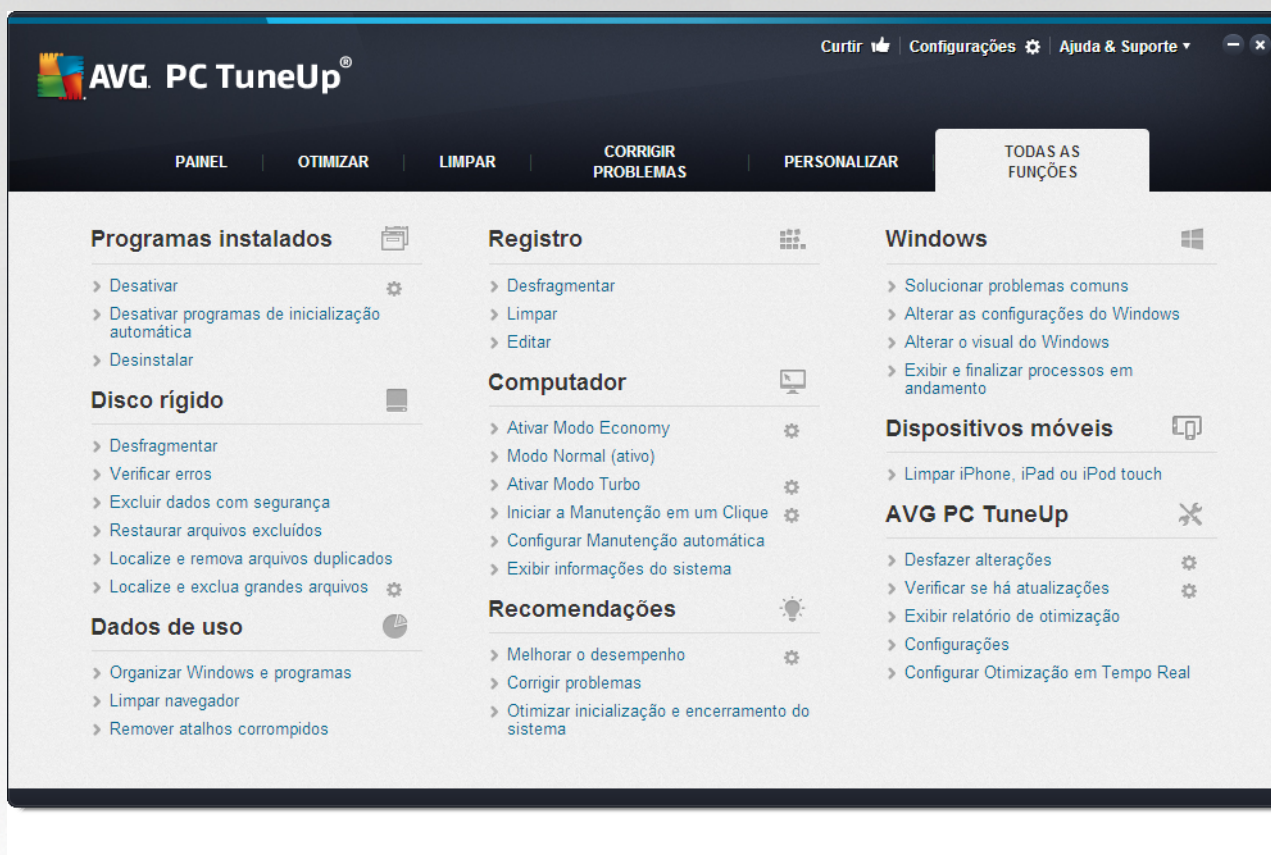 Curtir | Configurações | Ajuda & Suporte
AVG. PC TuneUp®
PAINEL
OTIMIZAR
LIMPAR
CORRIGIR
PROBLEMAS
PERSONALIZAR
TODAS AS
FUNÇÕES
Programas instalados
Desativar
Desativar programas de inicialização
automática
Desinstalar
Disco rígido
Desfragmentar
Verificar erros
Excluir dados com segurança
Restaurar arquivos excluídos
Localize e remova arquivos duplicados
Localize e exclua grandes arquivos
Dados de uso
Organizar Windows e programas
Limpar navegador
Remover atalhos corrompidos
Registro
Desfragmentar
Limpar
Editar
Computador
Ativar Modo Economy
Modo Normal (ativo)
Ativar Modo Turbo
Iniciar a Manutenção em um Clique
Configurar Manutenção automática
Exibir informações do sistema
Recomendações
Melhorar o desempenho
Corrigir problemas
Otimizar inicialização e encerramento do
sistema
Windows
Solucionar problemas comuns
Alterar as configurações do Windows
Alterar o visual do Windows
Exibir e finalizar processos em
andamento
Dispositivos móveis
Limpar iPhone, iPad ou iPod touch
AVG PC TuneUp
Desfazer alterações
Verificar se há atualizações
Exibir relatório de otimização
Configurações
Configurar Otimização em Tempo Real